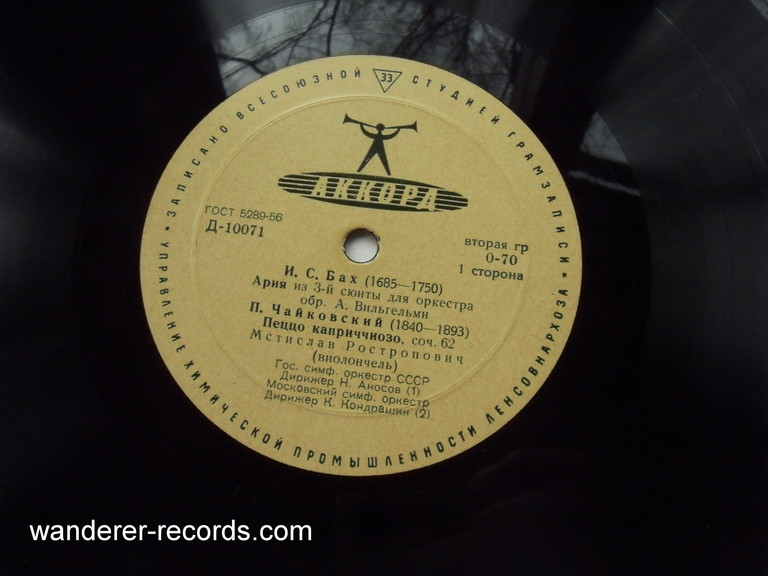 ЗАПИСАНО ВСЕСОЮЗНОЙ 33 СТУДИЕЙ ГРАМЗАПИСИ
* УПРАВЛЕНИЕ ХИМИЧЕСКОЙ ПРОМЫШЛЕННОСТИ ЛЕНСОВНАРХОЗА *
АККОРД
ГОСТ 5289-56
Д-10071
вторая гр
0-70
1 сторона
И. С. Бах (1685—1750)
Ария из 3-й сюиты для оркестра
обр. А. Вильгельми
П. Чайковский (1840—1893)
Пеццо каприччиозо, соч. 62
Мстислав Ростропович
(виолончель)
Гос. симф. оркестр СССР
Дирижер Н. Аносов (1)
Московский симф. оркестр
Дирижер К. Кондрашин (2)
wanderer-records.com